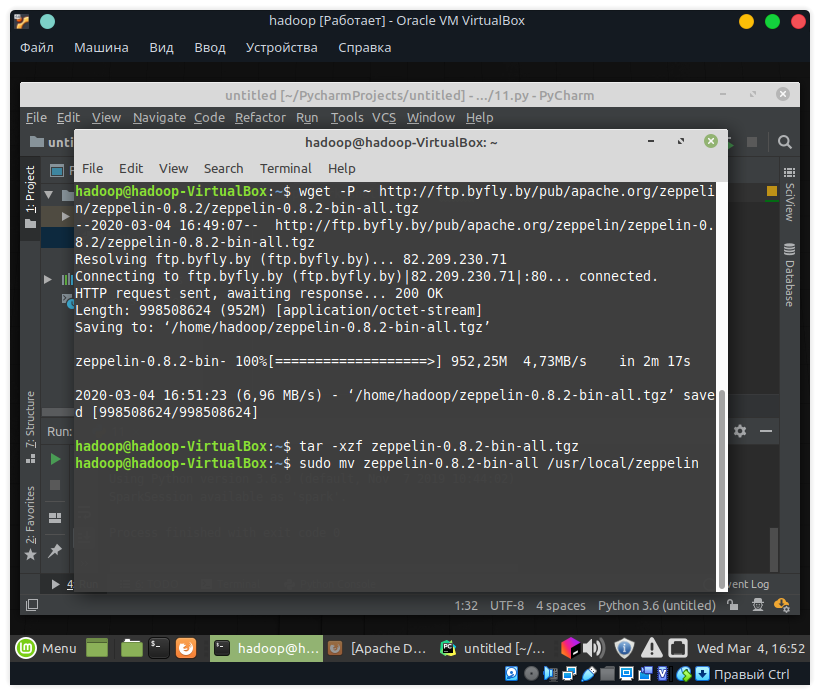 hadoop [Работает] - Oracle VM VirtualBox
Файл Машина Вид Ввод Устройства Справка
untitled [~/PycharmProjects/untitled] - .../11.py - PyCharm
File Edit View Navigate Code Refactor Run Tools VCS Window Help
unti
hadoop@hadoop-VirtualBox: ~
File Edit View Search Terminal Help
1: Project
SciView
Database
hadoop@hadoop-VirtualBox:~$ wget -P ~ http://ftp.byfly.by/pub/apache.org/zeppeli
n/zeppelin-0.8.2/zeppelin-0.8.2-bin-all.tgz
--2020-03-04 16:49:07--  http://ftp.byfly.by/pub/apache.org/zeppelin/zeppelin-0.
8.2/zeppelin-0.8.2-bin-all.tgz
Resolving ftp.byfly.by (ftp.byfly.by)... 82.209.230.71
Connecting to ftp.byfly.by (ftp.byfly.by)|82.209.230.71|:80... connected.
HTTP request sent, awaiting response... 200 OK
Length: 998508624 (952M) [application/octet-stream]
Saving to: ‘/home/hadoop/zeppelin-0.8.2-bin-all.tgz’
zeppelin-0.8.2-bin- 100%[===================>] 952,25M  4,73MB/s    in 2m 17s
2020-03-04 16:51:23 (6,96 MB/s) - ‘/home/hadoop/zeppelin-0.8.2-bin-all.tgz’ save
d [998508624/998508624]
hadoop@hadoop-VirtualBox:~$ tar -xzf zeppelin-0.8.2-bin-all.tgz
hadoop@hadoop-VirtualBox:~$ sudo mv zeppelin-0.8.2-bin-all /usr/local/zeppelin
7: Structure
Run:
2: Favorites
4
vent Log
1:32 UTF-8 4 spaces Python 3.6 (untitled)
Menu hadoop@h... [Apache D... untitled [~/... Wed Mar 4, 16:52
Правый Ctrl